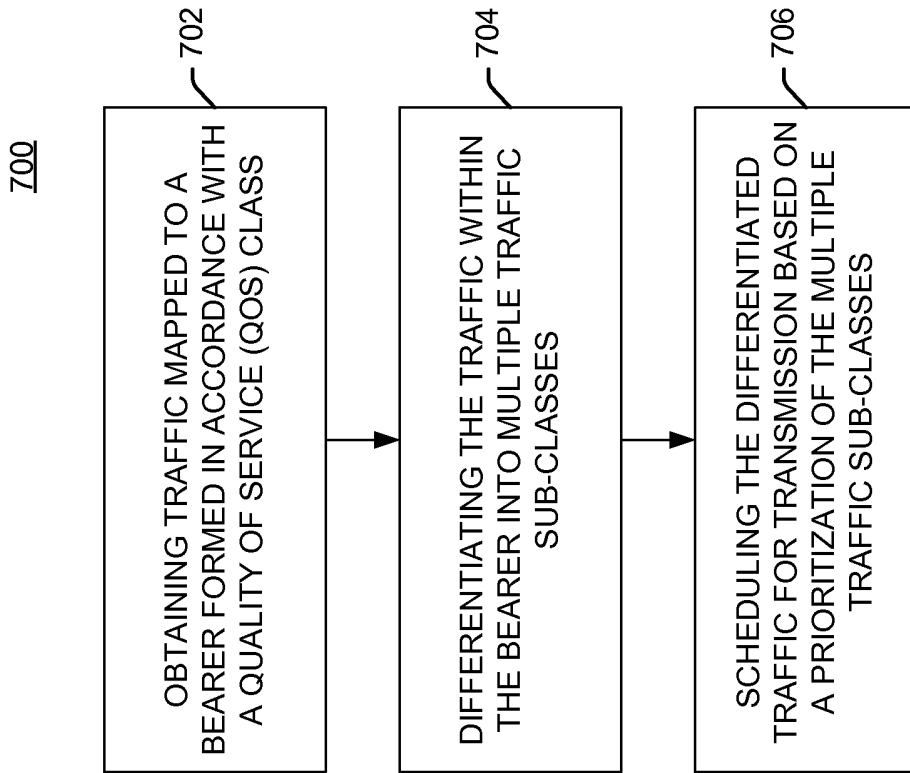 700
OBTAINING TRAFFIC MAPPED TO A
BEARER FORMED IN ACCORDANCE WITH
A QUALITY OF SERVICE (QOS) CLASS
702
DIFFERENTIATING THE TRAFFIC WITHIN
THE BEARER INTO MULTIPLE TRAFFIC
SUB-CLASSES
704
SCHEDULING THE DIFFERENTIATED
TRAFFIC FOR TRANSMISSION BASED ON
A PRIORITIZATION OF THE MULTIPLE
TRAFFIC SUB-CLASSES
706